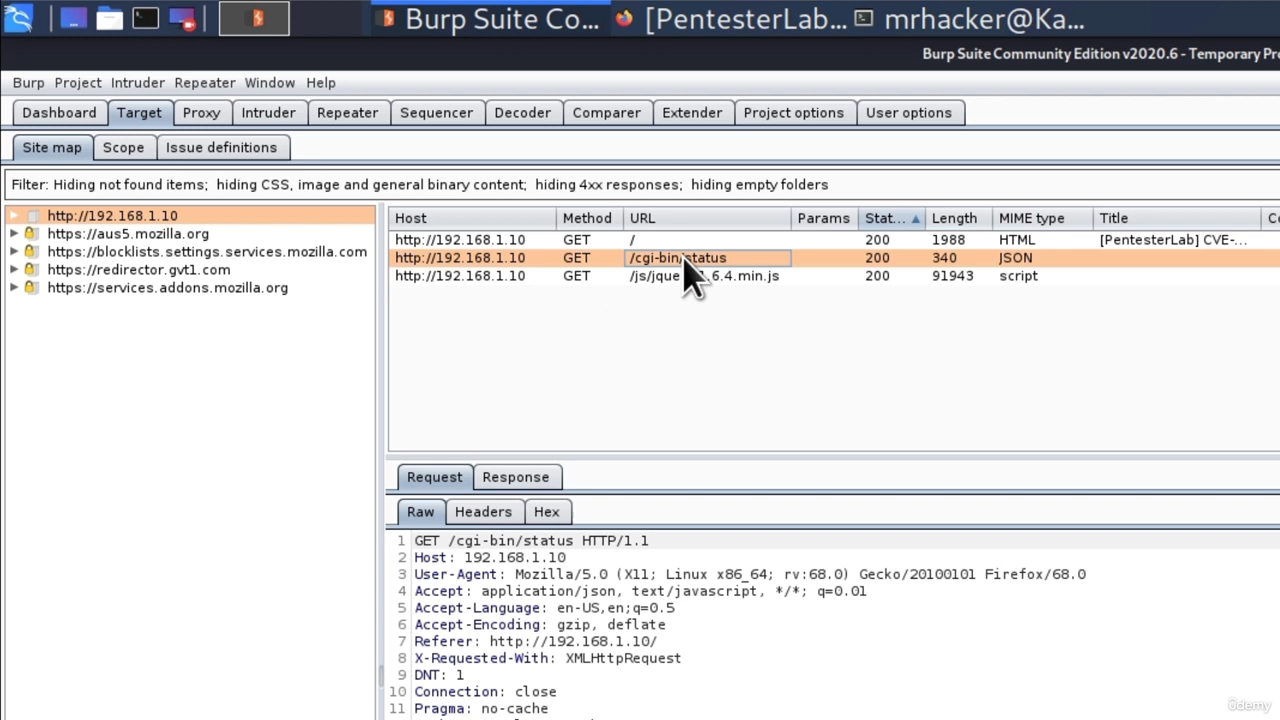 Burp Suite Co... [PentesterLab... mrhacker@Ka...
Burp Suite Community Edition v2020.6 - Temporary Pro
Burp Project Intruder Repeater Window Help
Dashboard Target Proxy Intruder Repeater Sequencer Decoder Comparer Extender Project options User options
Site map Scope Issue definitions
Filter: Hiding not found items; hiding CSS, image and general binary content; hiding 4xx responses; hiding empty folders
http://192.168.1.10
https://aus5.mozilla.org
https://blocklists.settings.services.mozilla.com
https://redirector.gvt1.com
https://services.addons.mozilla.org
Host Method URL Params Stat... Length MIME type Title Co
http://192.168.1.10 GET / 200 1988 HTML [PentesterLab] CVE-...
http://192.168.1.10 GET /cgi-bin/status 200 340 JSON
http://192.168.1.10 GET 200 91943 script
Request Response
Raw Headers Hex
1 GET /cgi-bin/status HTTP/1.1
2 Host: 192.168.1.10
3 User-Agent: Mozilla/5.0 (X11; Linux x86_64; rv:68.0) Gecko/20100101 Firefox/68.0
4 Accept: application/json, text/javascript, */*; q=0.01
5 Accept-Language: en-US,en;q=0.5
6 Accept-Encoding: gzip, deflate
7 Referer: http://192.168.1.10/
8 X-Requested-With: XMLHttpRequest
9 DNT: 1
10 Connection: close
11 Pragma: no-cache
ûdemy